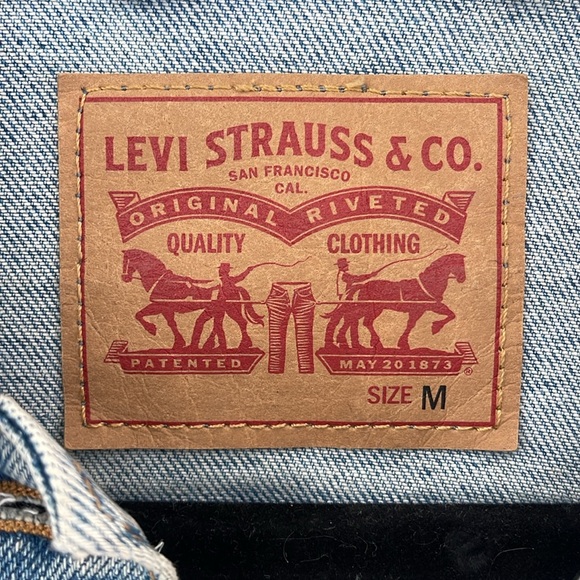 LEVI STRAUSS & CO.
SAN FRANCISCO
CAL.
ORIGINAL RIVETED
QUALITY CLOTHING
PATENTED MAY 20 1873 ®
SIZE M